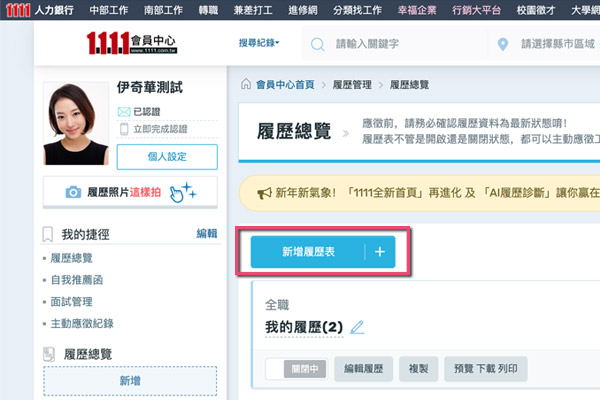 1111 人力銀行 中部工作 南部工作 轉職 兼差打工 進修網 分類找工作 幸福企業 行銷大平台 校園徵才 大學網
1111 會員中心 搜尋紀錄 請輸入關鍵字 請選擇縣市區域
www.1111.com.tw
伊奇華測試
已認證
立即完成認證
個人設定
履歷照片這樣拍
我的捷徑 編輯
履歷總覽
自我推薦函
面試管理
主動應徵紀錄
履歷總覽
新增
會員中心首頁 > 履歷管理 > 履歷總覽
履歷總覽 »
應徵前，請務必確認履歷資料為最新狀態唷!
履歷表不管是開啟還是關閉狀態，都可以主動應徵工
新年新氣象! 「1111全新首頁」再進化 及 「AI履歷診斷」讓你贏在
新增履歷表 +
全職
我的履歷(2)
關閉中 編輯履歷 複製 預覽 下載 列印